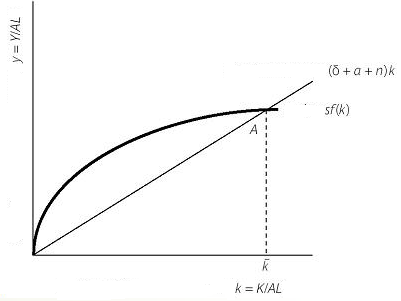 y = Y/AL
(δ + a + n)k
sf(k)
A
k̄
k = K/AL